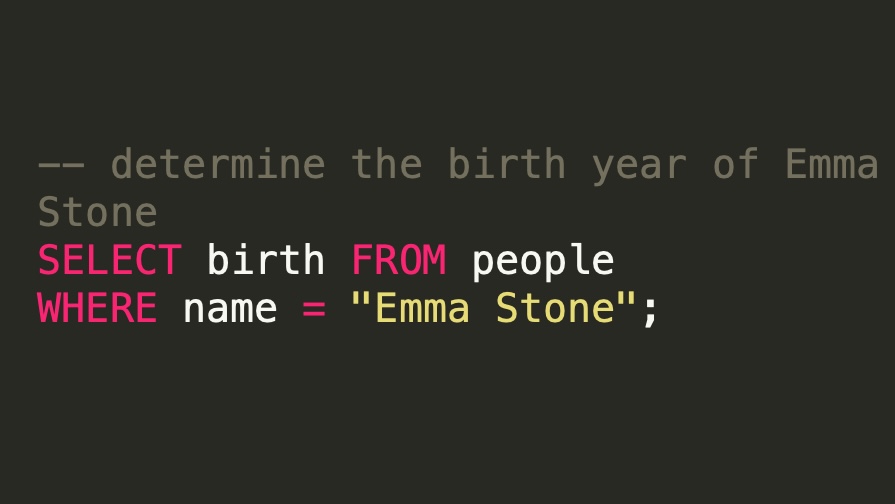 -- determine the birth year of Emma
Stone
SELECT birth FROM people
WHERE name = "Emma Stone";